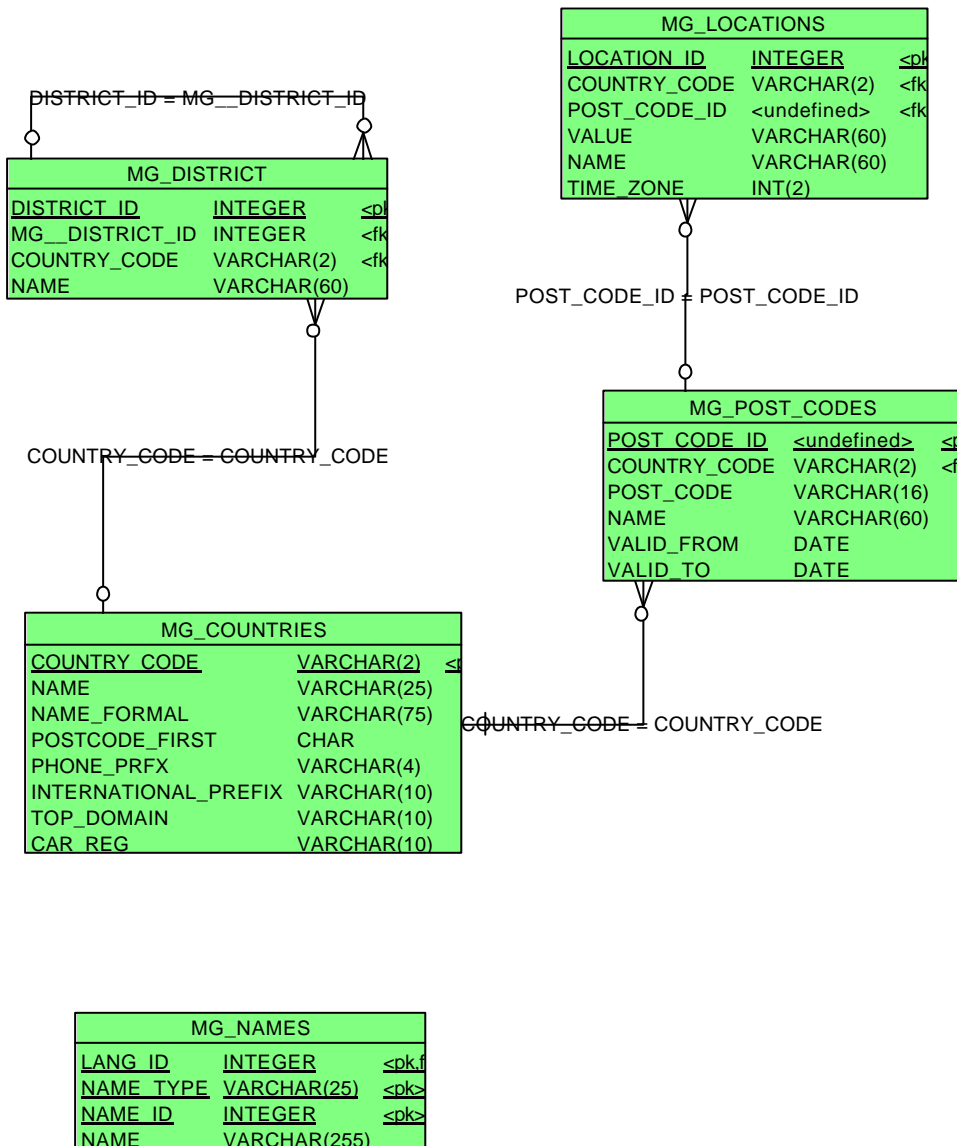 MG_LOCATIONS
LOCATION_ID INTEGER <pk
COUNTRY_CODE VARCHAR(2) <fk
POST_CODE_ID <undefined> <fk
VALUE VARCHAR(60)
NAME VARCHAR(60)
TIME_ZONE INT(2)
DISTRICT_ID = MG__DISTRICT_ID
MG_DISTRICT
DISTRICT_ID INTEGER <pk
MG__DISTRICT_ID INTEGER <fk
COUNTRY_CODE VARCHAR(2) <fk
NAME VARCHAR(60)
POST_CODE_ID = POST_CODE_ID
MG_POST_CODES
POST_CODE_ID <undefined> <p
COUNTRY_CODE VARCHAR(2) <f
POST_CODE VARCHAR(16)
NAME VARCHAR(60)
VALID_FROM DATE
VALID_TO DATE
COUNTRY_CODE = COUNTRY_CODE
MG_COUNTRIES
COUNTRY_CODE VARCHAR(2) <p
NAME VARCHAR(25)
NAME_FORMAL VARCHAR(75)
POSTCODE_FIRST CHAR
PHONE_PRFX VARCHAR(4)
INTERNATIONAL_PREFIX VARCHAR(10)
TOP_DOMAIN VARCHAR(10)
CAR_REG VARCHAR(10)
COUNTRY_CODE = COUNTRY_CODE
MG_NAMES
LANG_ID INTEGER <pk,f
NAME_TYPE VARCHAR(25) <pk>
NAME_ID INTEGER <pk>
NAME VARCHAR(255)